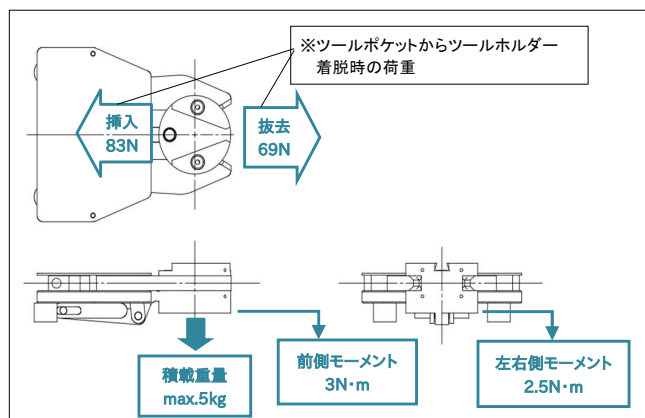 ※ツールポケットからツールホルダー
着脱時の荷重
挿入
83N
抜去
69N
積載重量
max.5kg
前側モーメント
3N・m
左右側モーメント
2.5N・m